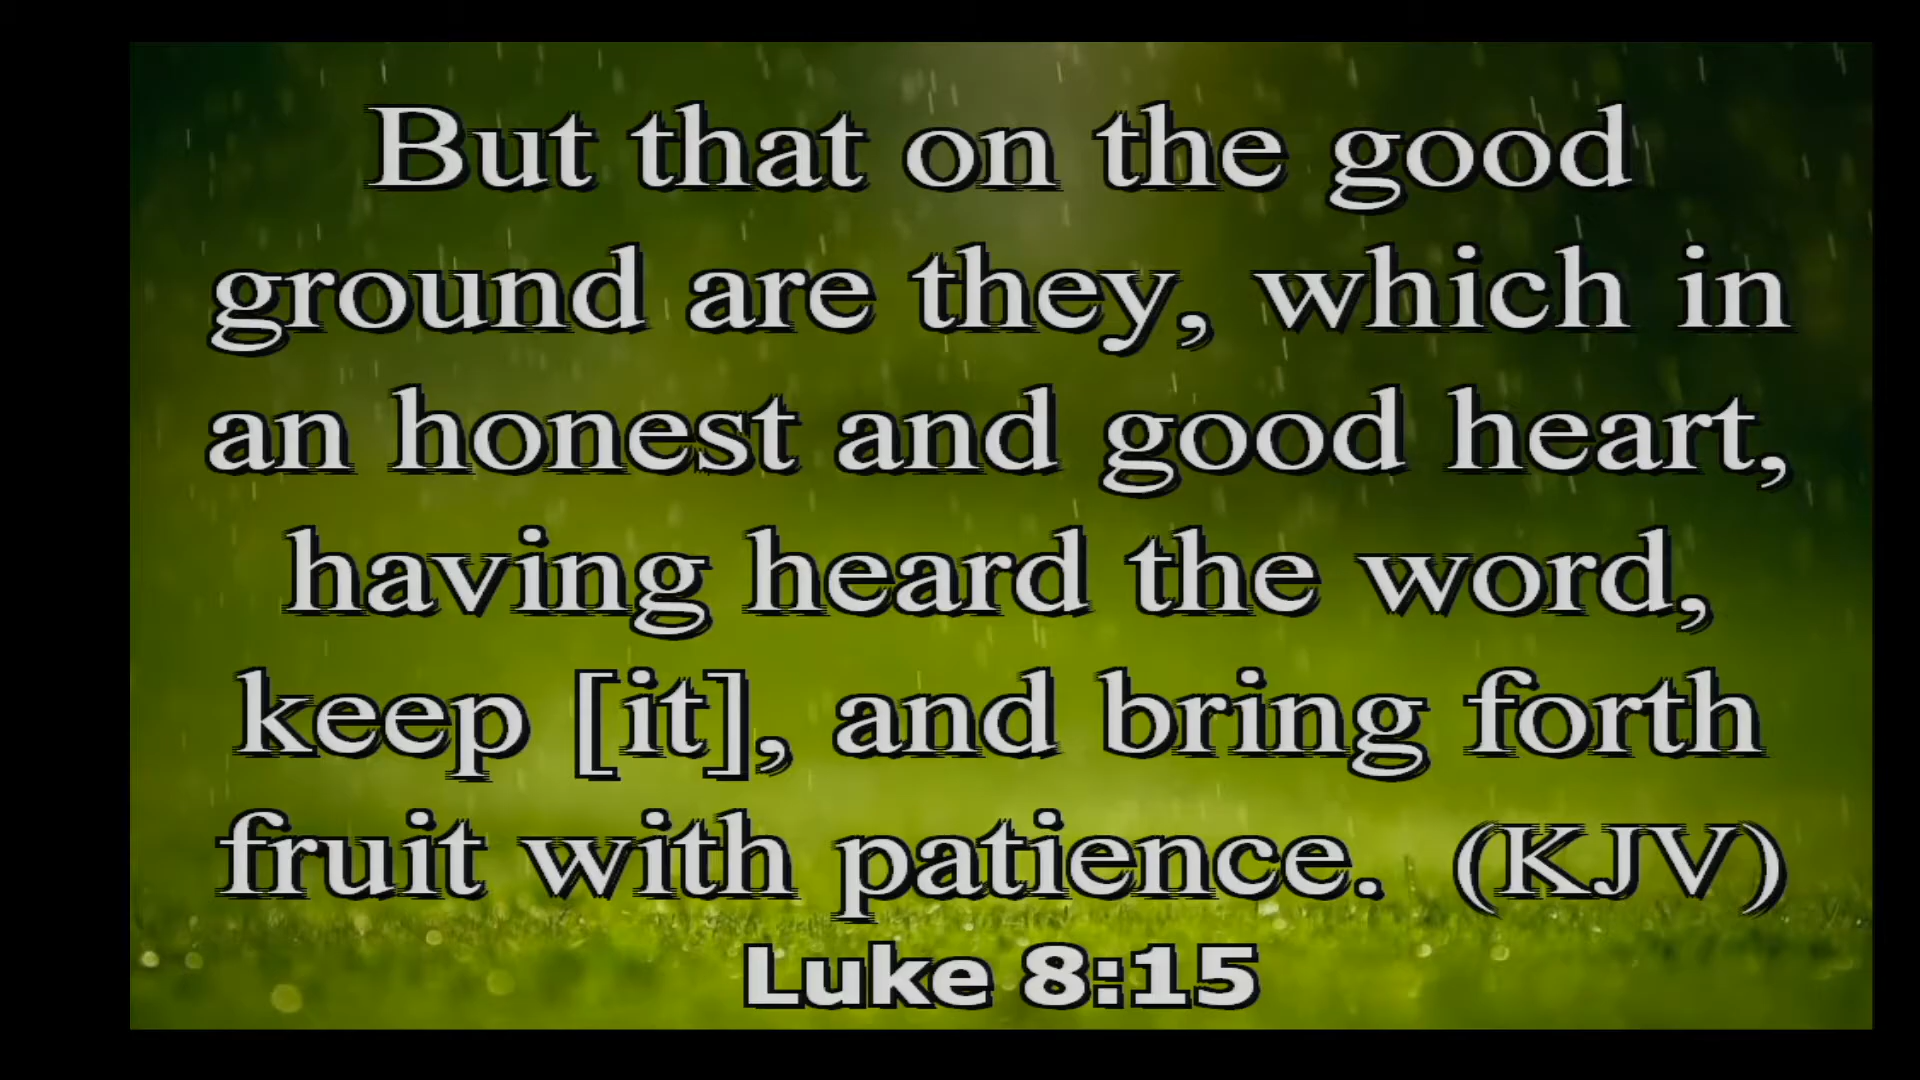 But that on the good
ground are they, which in
an honest and good heart,
having heard the word,
keep [it], and bring forth
fruit with patience. (KJV)
Luke 8:15